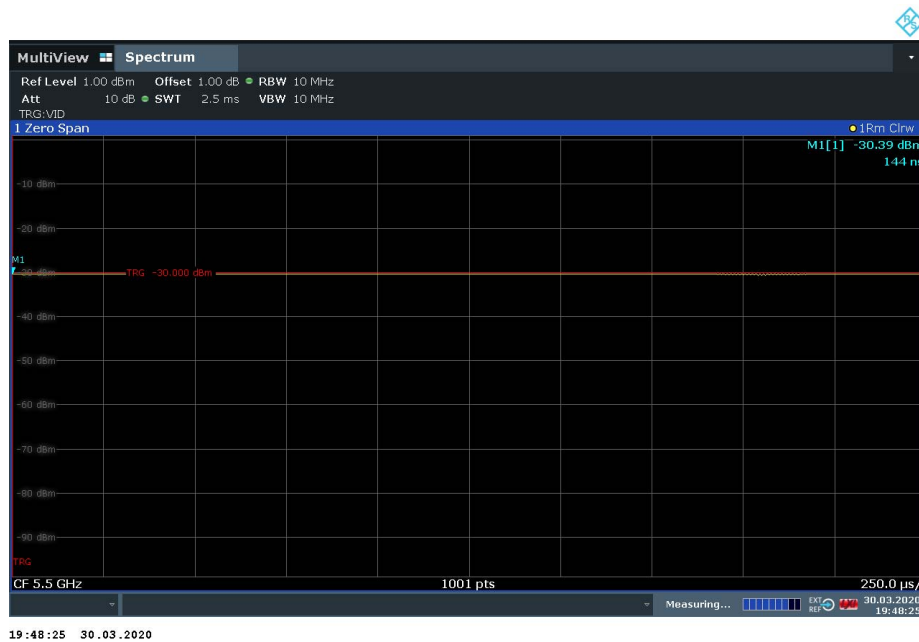 R S
MultiView Spectrum
Ref Level 1.00 dBm Offset 1.00 dB RBW 10 MHz
Att 10 dB SWT 2.5 ms VBW 10 MHz
TRG:VID
1 Zero Span 1Rm Clrw
M1[1] -30.39 dBm
144 ns
-10 dBm
-20 dBm
M1
-30 dBm TRG -30.000 dBm
-40 dBm
-50 dBm
-60 dBm
-70 dBm
-80 dBm
-90 dBm
TRG
CF 5.5 GHz 1001 pts 250.0 µs/
Measuring... EXT REF 30.03.2020
19:48:25
19:48:25 30.03.2020